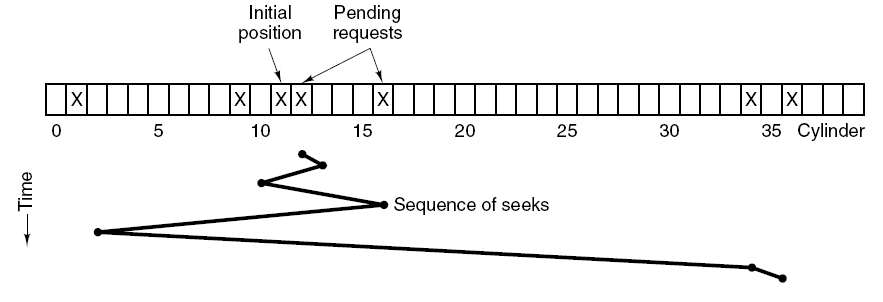 Initial
position
Pending
requests
X X X X X X X
0 5 10 15 20 25 30 35 Cylinder
Time
Sequence of seeks